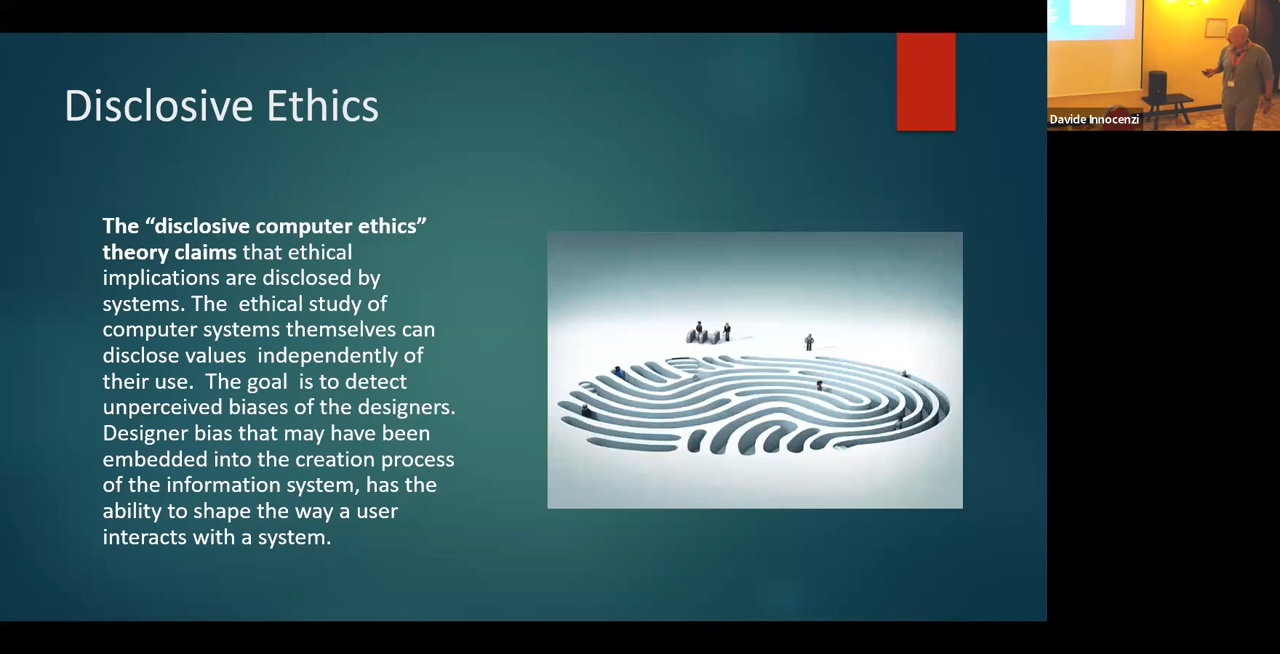 Disclosive Ethics
The “disclosive computer ethics”
theory claims that ethical
implications are disclosed by
systems. The  ethical study of
computer systems themselves can
disclose values  independently of
their use.  The goal  is to detect
unperceived biases of the designers.
Designer bias that may have been
embedded into the creation process
of the information system, has the
ability to shape the way a user
interacts with a system.
Davide Innocenzi